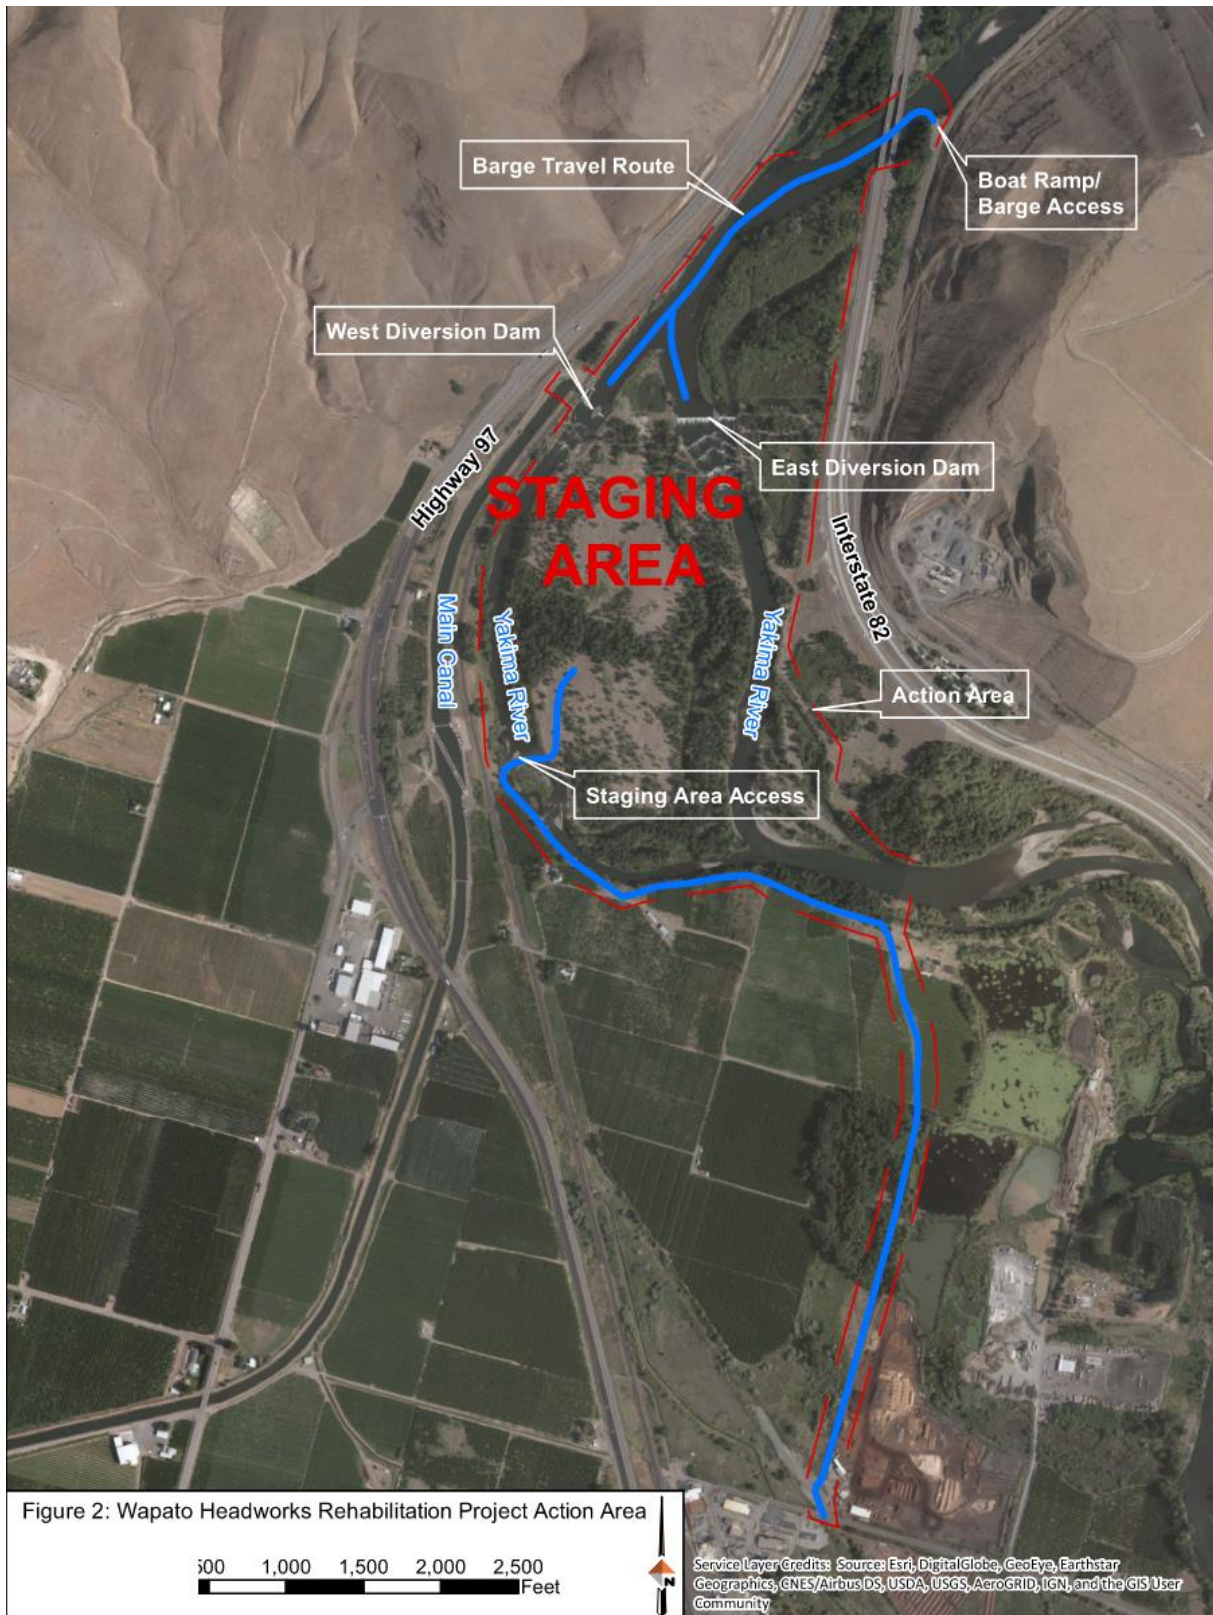 Barge Travel Route
Boat Ramp/
Barge Access
West Diversion Dam
Highway 97
East Diversion Dam
STAGING
AREA
Interstate 82
Main Canal
Yakima River
Yakima River
Action Area
Staging Area Access
Figure 2: Wapato Headworks Rehabilitation Project Action Area
500 1,000 1,500 2,000 2,500
Feet
N
Service Layer Credits: Source: Esri, DigitalGlobe, GeoEye, Earthstar
Geographics, CNES/Airbus DS, USDA, USGS, AeroGRID, IGN, and the GIS User
Community